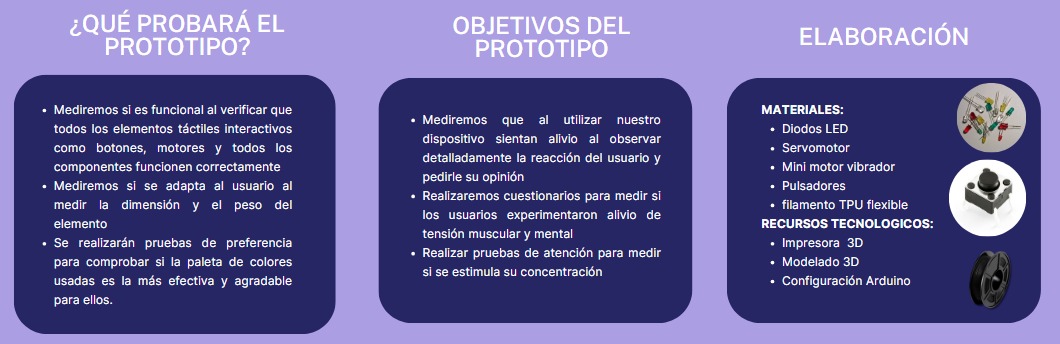 ¿QUÉ PROBARÁ EL
PROTOTIPO?
• Mediremos si es funcional al verificar que
todos los elementos táctiles interactivos
como botones, motores y todos los
componentes funcionen correctamente
• Mediremos si se adapta al usuario al
medir la dimensión y el peso del
elemento
• Se realizarán pruebas de preferencia
para comprobar si la paleta de colores
usadas es la más efectiva y agradable
para ellos.
OBJETIVOS DEL
PROTOTIPO
• Mediremos que al utilizar nuestro
dispositivo sientan alivio al observar
detalladamente la reacción del usuario y
pedirle su opinión
• Realizaremos cuestionarios para medir si
los usuarios experimentaron alivio de
tensión muscular y mental
• Realizar pruebas de atención para medir
si se estimula su concentración
ELABORACIÓN
MATERIALES:
• Diodos LED
• Servomotor
• Mini motor vibrador
• Pulsadores
• filamento TPU flexible
RECURSOS TECNOLOGICOS:
• Impresora 3D
• Modelado 3D
• Configuración Arduino